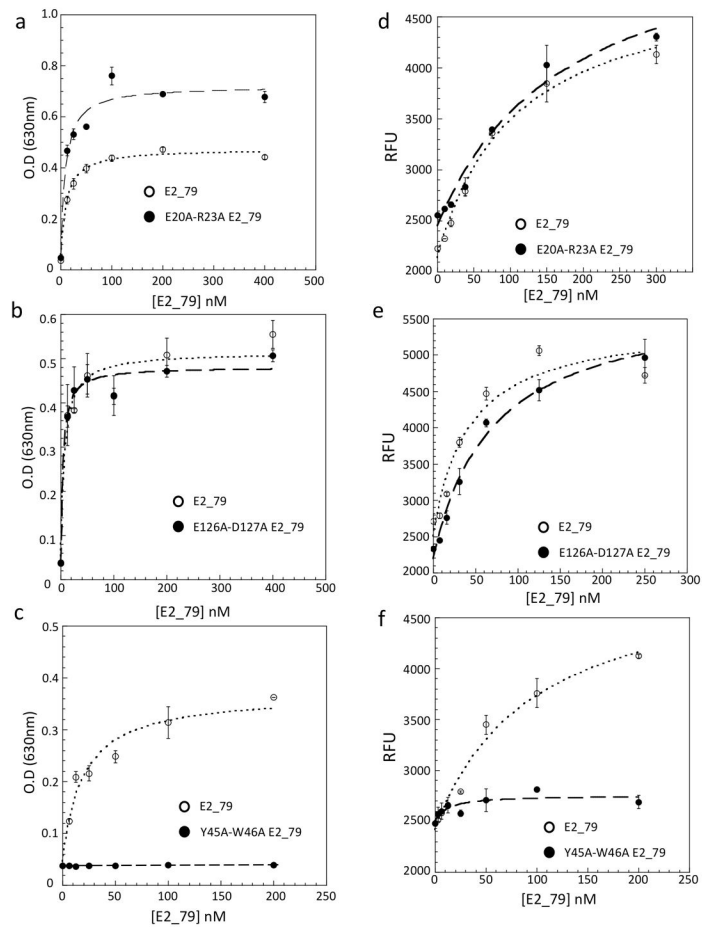 a
O.D (630nm)
1.0
0.8
0.6
0.4
0.2
0
E2_79
E20A-R23A E2_79
0 100 200 300 400 500
[E2_79] nM
d
RFU
4500
4000
3500
3000
2500
2000
E2_79
E20A-R23A E2_79
0 50 100 150 200 250 300
[E2_79] nM
b
O.D (630nm)
0.6
0.5
0.4
0.3
0.2
0.1
0
E2_79
E126A-D127A E2_79
0 100 200 300 400 500
[E2_79] nM
e
RFU
5500
5000
4500
4000
3500
3000
2500
2000
E2_79
E126A-D127A E2_79
0 50 100 150 200 250 300
[E2_79] nM
c
O.D (630nm)
0.5
0.4
0.3
0.2
0.1
0
E2_79
Y45A-W46A E2_79
0 50 100 150 200 250
[E2_79] nM
f
RFU
4500
4000
3500
3000
2500
2000
E2_79
Y45A-W46A E2_79
0 50 100 150 200 250
[E2_79] nM